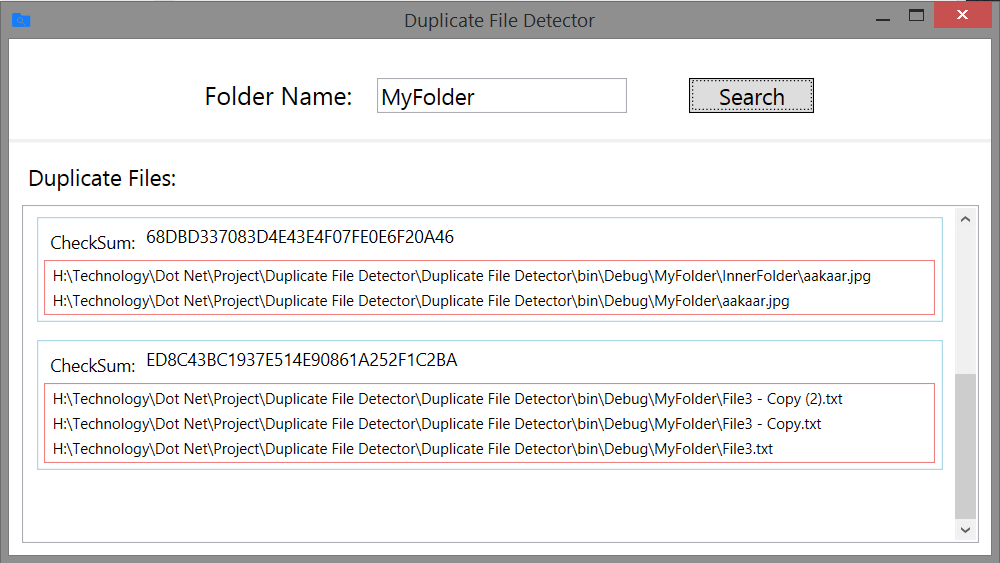 Duplicate File Detector
Folder Name: MyFolder Search
Duplicate Files:
CheckSum: 68DBD337083D4E43E4F07FE0E6F20A46
H:\Technology\Dot Net\Project\Duplicate File Detector\Duplicate File Detector\bin\Debug\MyFolder\InnerFolder\aakaar.jpg
H:\Technology\Dot Net\Project\Duplicate File Detector\Duplicate File Detector\bin\Debug\MyFolder\aakaar.jpg
CheckSum: ED8C43BC1937E514E90861A252F1C2BA
H:\Technology\Dot Net\Project\Duplicate File Detector\Duplicate File Detector\bin\Debug\MyFolder\File3 - Copy (2).txt
H:\Technology\Dot Net\Project\Duplicate File Detector\Duplicate File Detector\bin\Debug\MyFolder\File3 - Copy.txt
H:\Technology\Dot Net\Project\Duplicate File Detector\Duplicate File Detector\bin\Debug\MyFolder\File3.txt